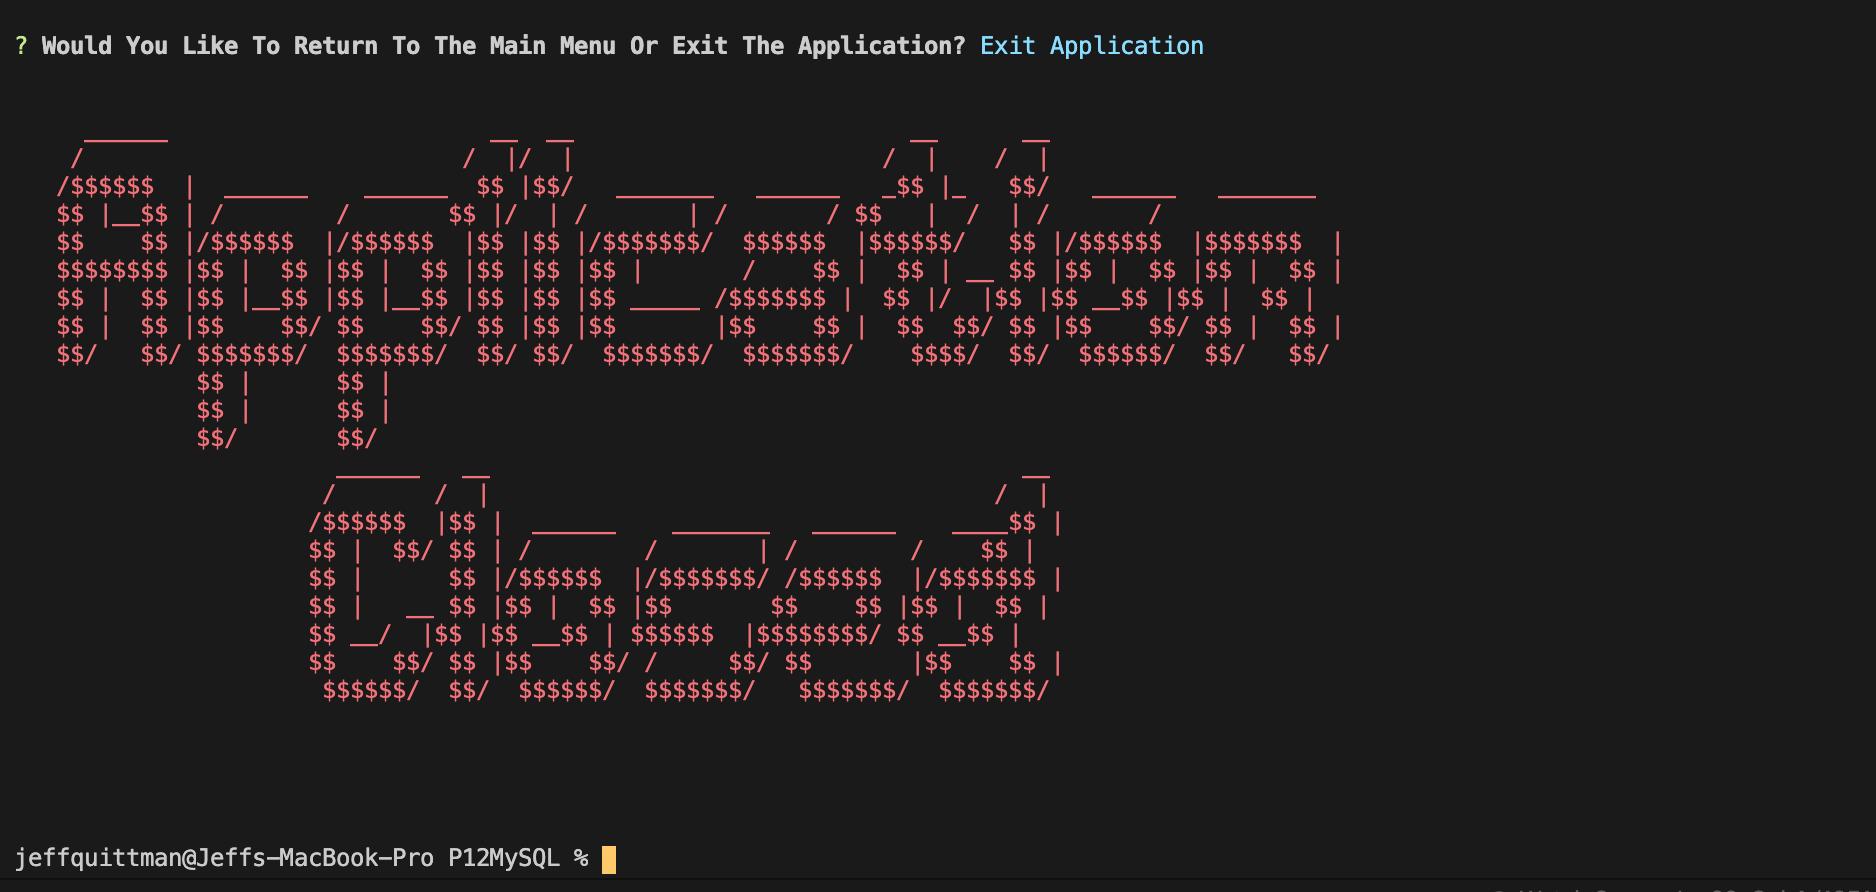 ? Would You Like To Return To The Main Menu Or Exit The Application? Exit Application
Application
Closed
jeffquittman@Jeffs-MacBook-Pro P12MySQL %